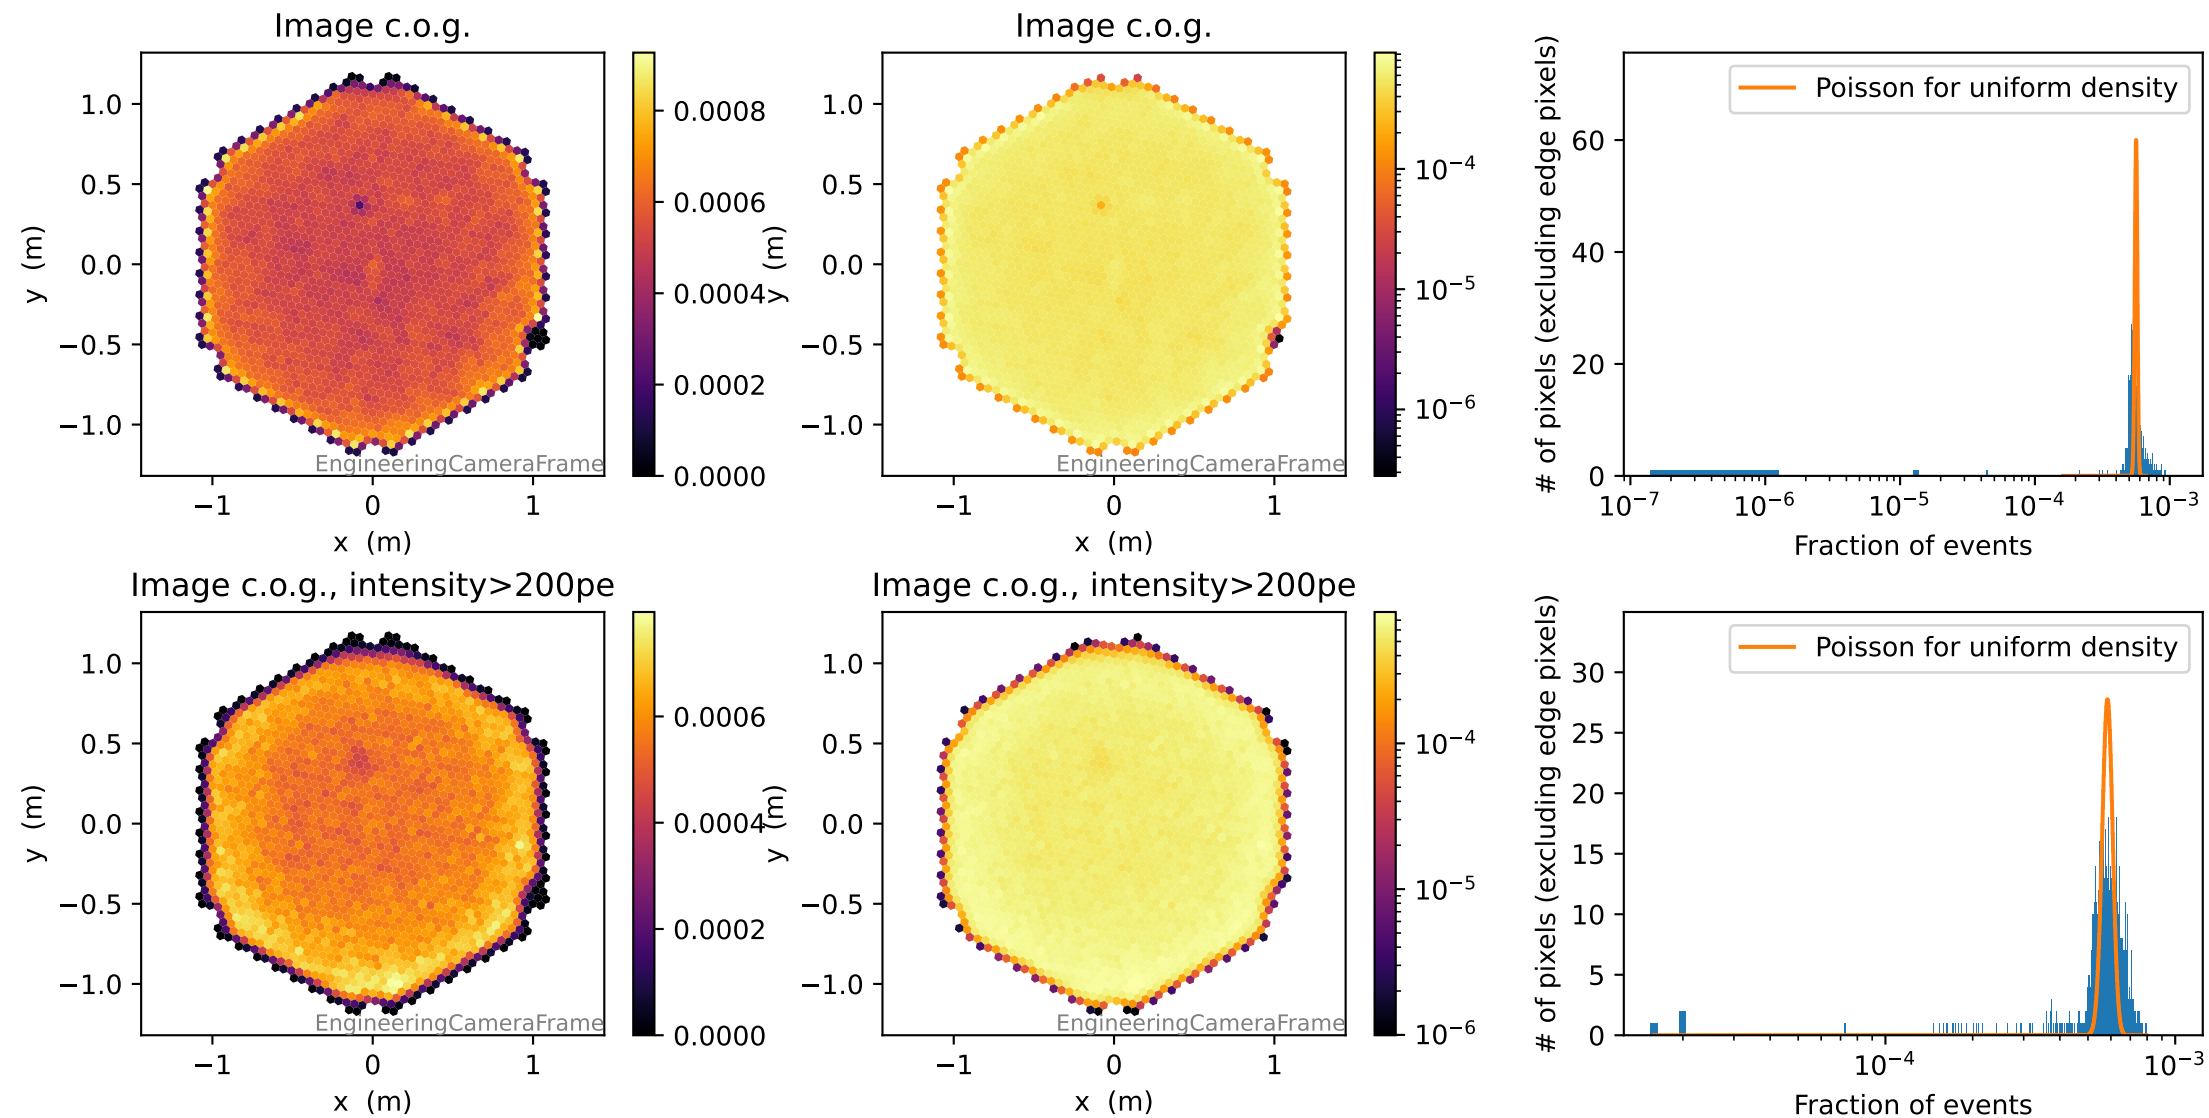 Image c.o.g.
1.0
0.5
0.0
−0.5
−1.0
y (m)
−1
0
1
x (m)
EngineeringCameraFrame
0.0008
0.0006
0.0004
0.0002
0.0000
Image c.o.g.
1.0
0.5
0.0
−0.5
−1.0
y (m)
−1
0
1
x (m)
EngineeringCameraFrame
10⁻⁴
10⁻⁵
10⁻⁶
Poisson for uniform density
# of pixels (excluding edge pixels)
60
40
20
0
10⁻⁷
10⁻⁶
10⁻⁵
10⁻⁴
10⁻³
Fraction of events
Image c.o.g., intensity>200pe
1.0
0.5
0.0
−0.5
−1.0
y (m)
−1
0
1
x (m)
EngineeringCameraFrame
0.0006
0.0004
0.0002
0.0000
Image c.o.g., intensity>200pe
1.0
0.5
0.0
−0.5
−1.0
y (m)
−1
0
1
x (m)
EngineeringCameraFrame
10⁻⁴
10⁻⁵
10⁻⁶
Poisson for uniform density
# of pixels (excluding edge pixels)
30
25
20
15
10
5
0
10⁻⁴
10⁻³
Fraction of events